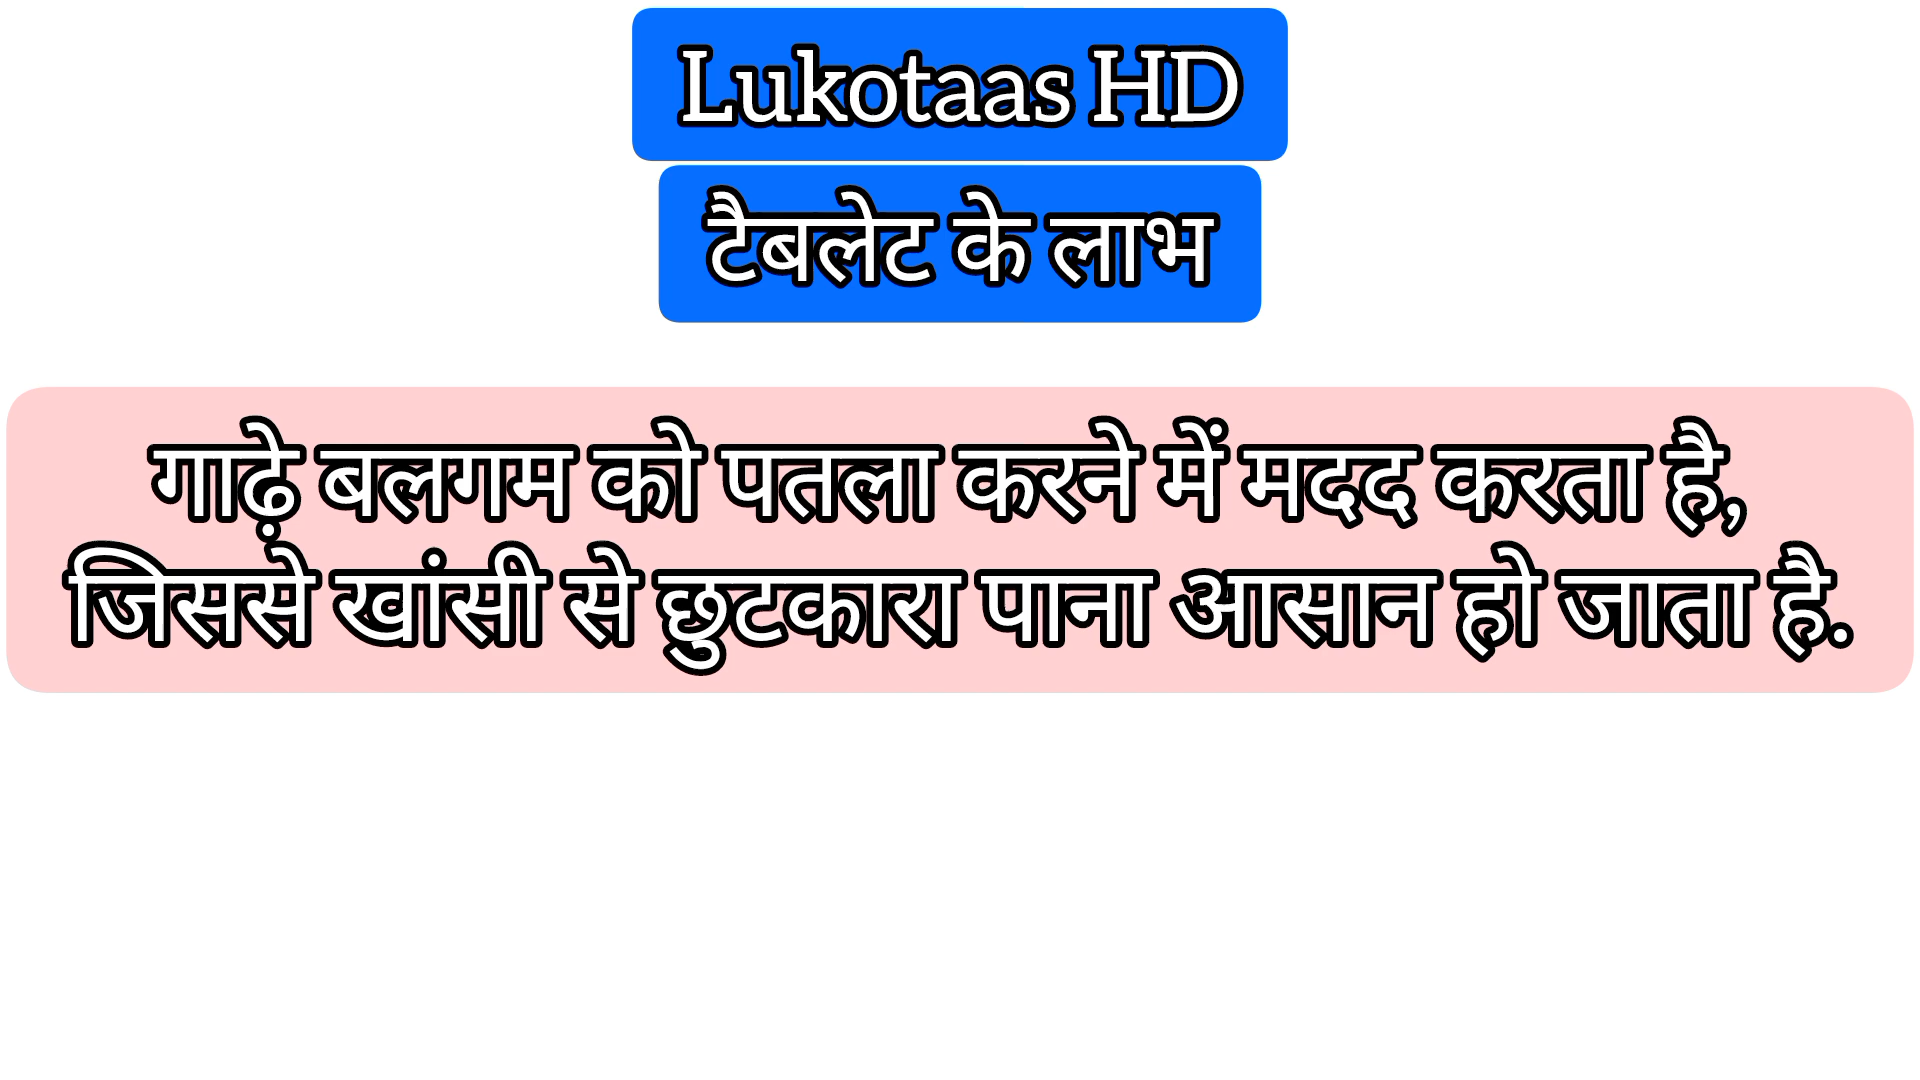 Lukotaas HD
टैबलेट के लाभ
गाढ़े बलगम को पतला करने में मदद करता है,
जिससे खांसी से छुटकारा पाना आसान हो जाता है.